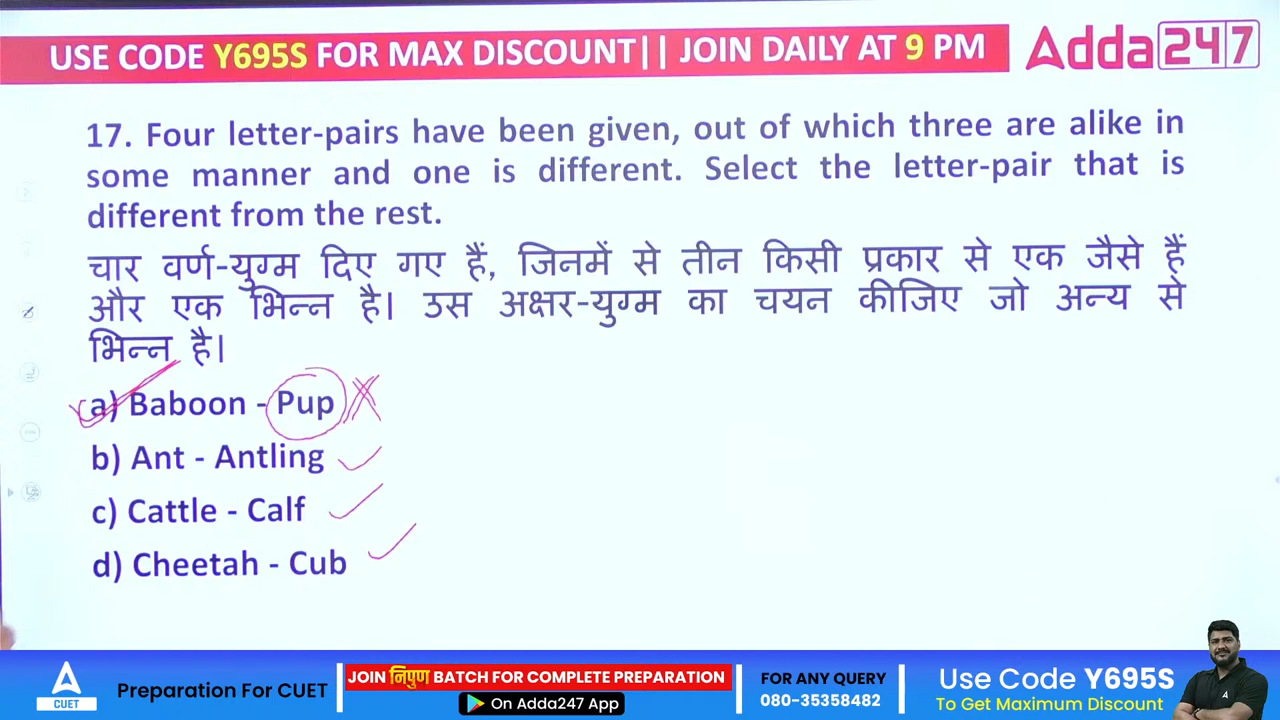 USE CODE Y695S FOR MAX DISCOUNT|| JOIN DAILY AT 9 PM
Adda247
17. Four letter-pairs have been given, out of which three are alike in
some manner and one is different. Select the letter-pair that is
different from the rest.
चार वर्ण-युग्म दिए गए हैं, जिनमें से तीन किसी प्रकार से एक जैसे हैं
और एक भिन्न है। उस अक्षर-युग्म का चयन कीजिए जो अन्य से
भिन्न है।
a) Baboon - Pup
b) Ant - Antling
c) Cattle - Calf
d) Cheetah - Cub
CUET
Preparation For CUET
JOIN निपुण BATCH FOR COMPLETE PREPARATION
On Adda247 App
FOR ANY QUERY
080-35358482
Use Code Y695S
To Get Maximum Discount